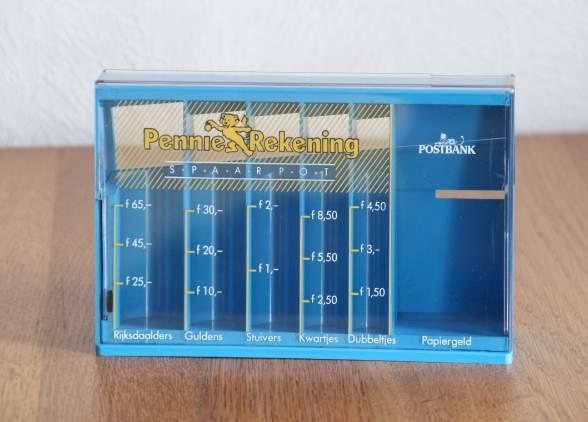 Pennie Rekening
S·P·A·A·R·P·O·T
POSTBANK
f 65,-
f 45,-
f 25,-
f 30,-
f 20,-
f 10,-
f 2,-
f 1,-
f 8,50
f 5,50
f 2,50
f 4,50
f 3,-
f 1,50
Rijksdaalders Guldens Stuivers Kwartjes Dubbeltjes Papiergeld